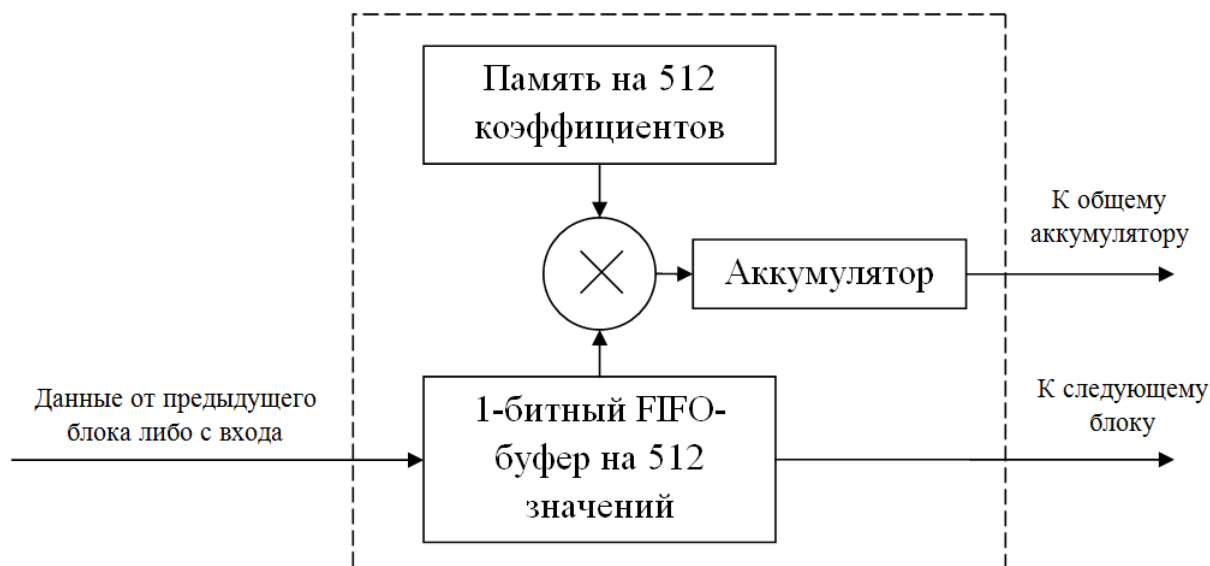 Память на 512
коэффициентов
К общему
аккумулятору
Аккумулятор
Данные от предыдущего
блока либо с входа
1-битный FIFO-
буфер на 512
значений
К следующему
блоку